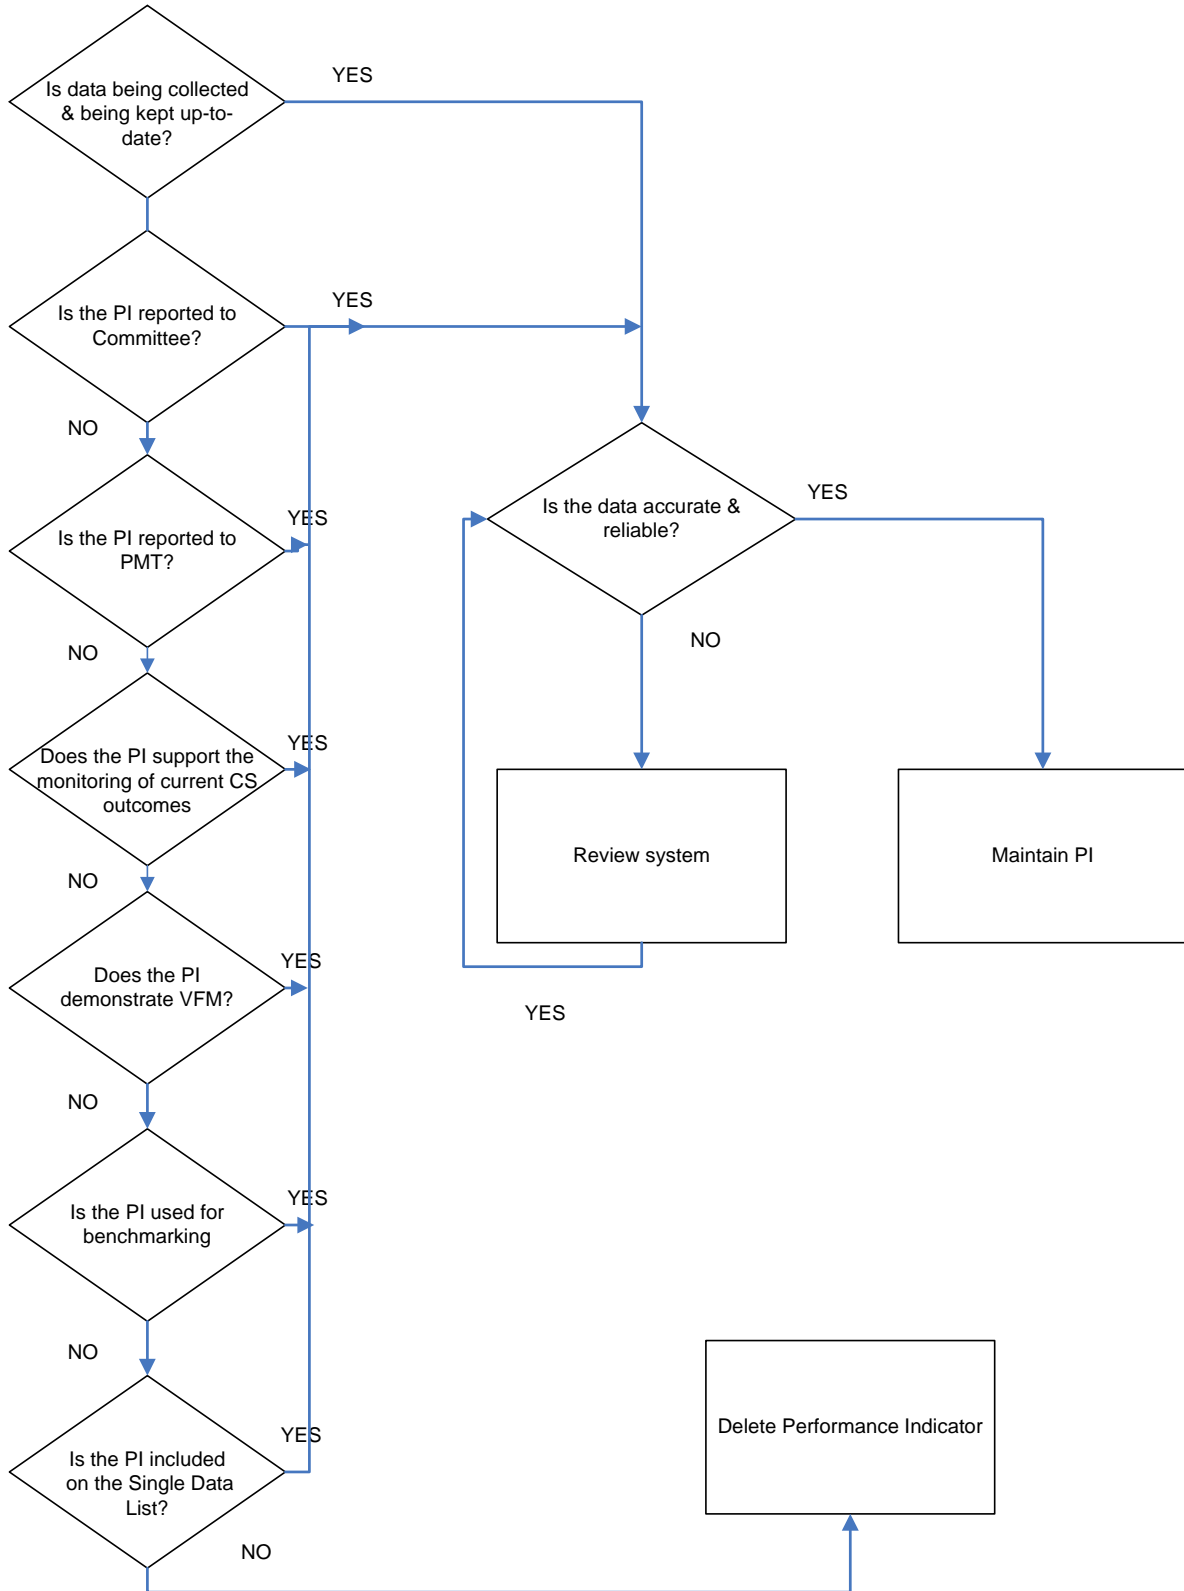 YES
Is data being collected
& being kept up-to-
date?
YES
Is the PI reported to
Committee?
NO
YES
Is the data accurate &
reliable?
YES
Is the PI reported to
PMT?
NO
NO
YES
Does the PI support the
monitoring of current CS
outcomes
Review system
Maintain PI
NO
YES
Does the PI
demonstrate VFM?
YES
NO
YES
Is the PI used for
benchmarking
NO
Delete Performance Indicator
YES
Is the PI included
on the Single Data
List?
NO